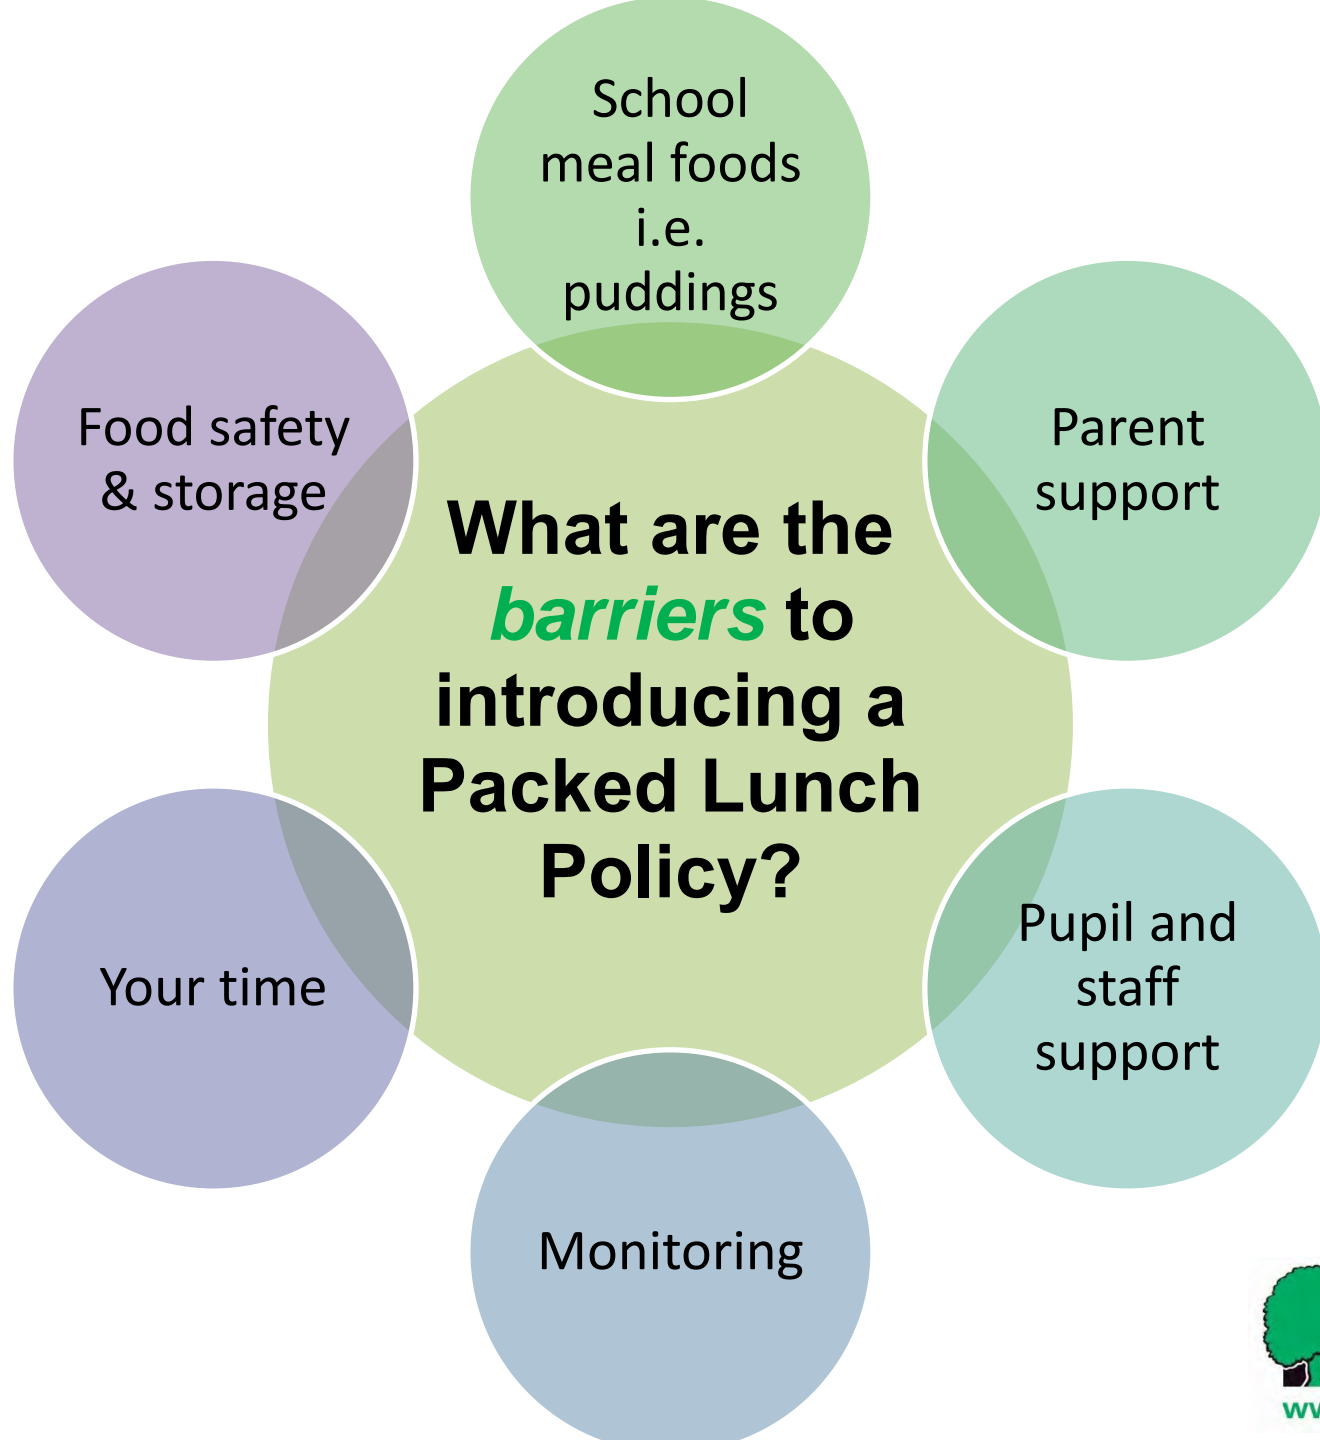 School
meal foods
i.e.
puddings
Parent
support
Pupil and
staff
support
Monitoring
Your time
Food safety
& storage
What are the
barriers to
introducing a
Packed Lunch
Policy?